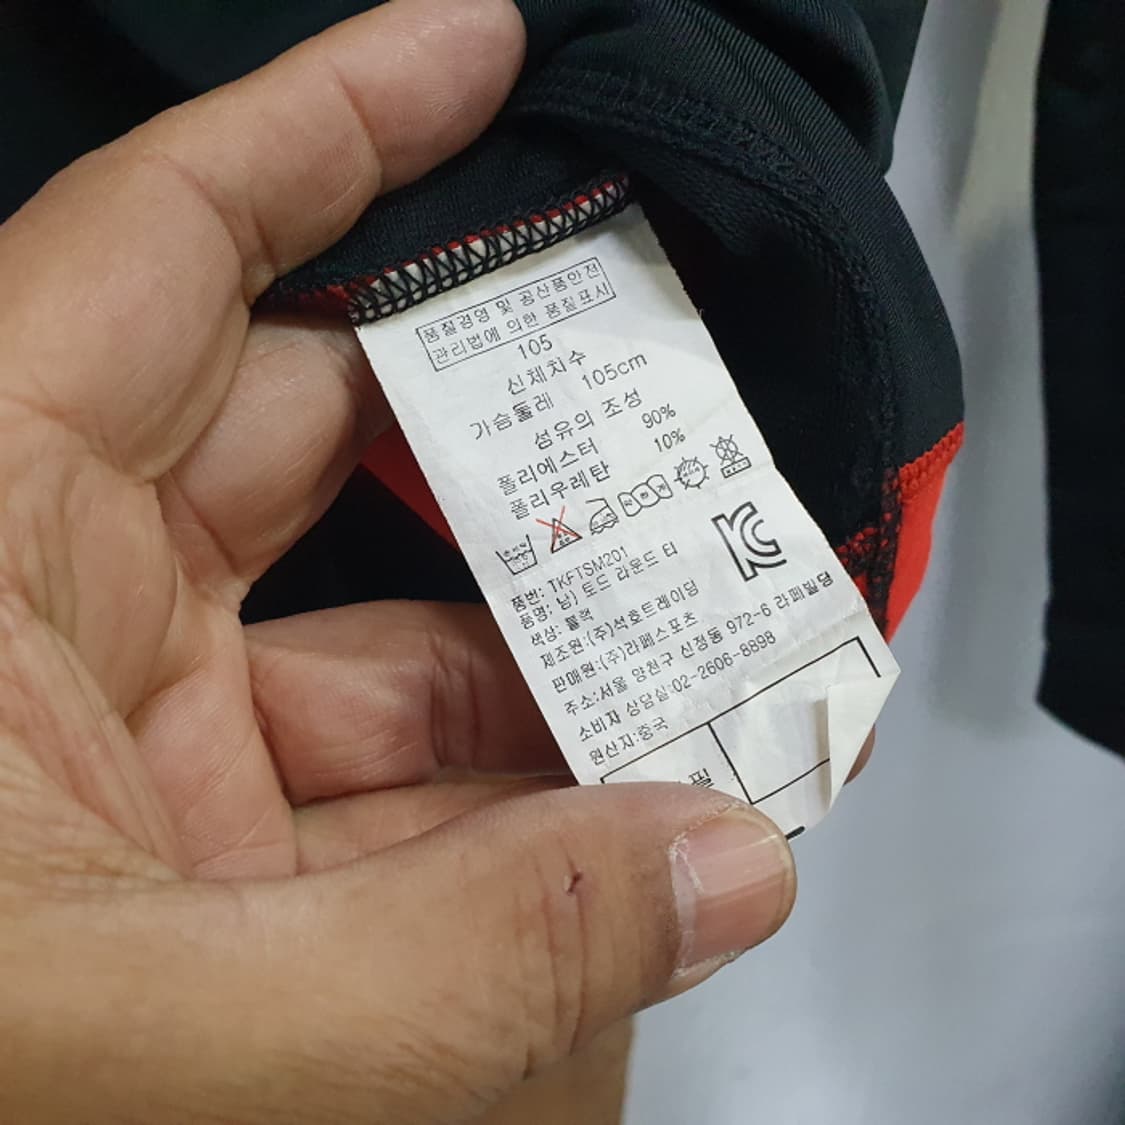 품질경영 및 공산품안전
관리법에 의한 품질표시
105
신체치수
가슴둘레 105cm
섬유의 조성
폴리에스터 90%
폴리우레탄 10%
품번: TKFTSM201
품명: 남) 토드 라운드 티
색상: 블랙
제조원:(주)석호트레이딩
판매원:(주)라페스포츠
주소:서울 양천구 신정동 972-6 라페빌딩
소비자 상담실:02-2606-8898
원산지:중국
필